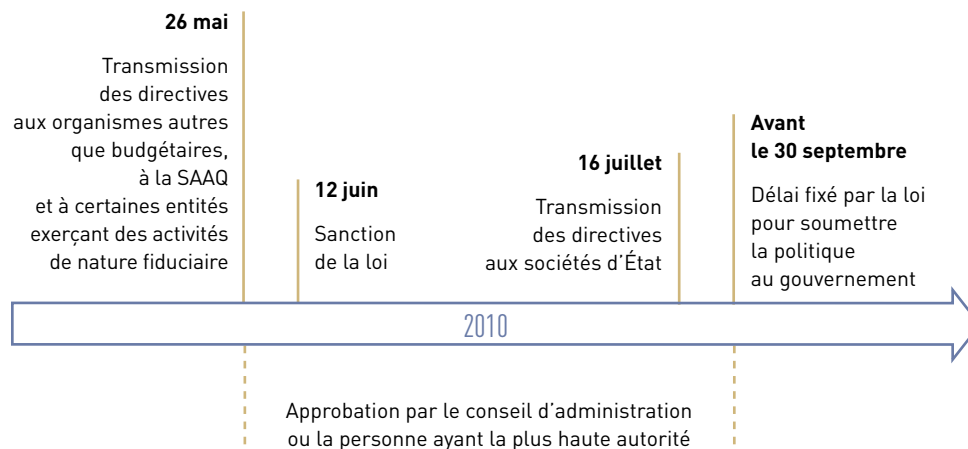 26 mai
Transmission
des directives
aux organismes autres
que budgétaires,
à la SAAQ
et à certaines entités
exerçant des activités
de nature fiduciaire
12 juin
Sanction
de la loi
16 juillet
Transmission
des directives
aux sociétés d’État
Avant
le 30 septembre
Délai fixé par la loi
pour soumettre
la politique
au gouvernement
2010
Approbation par le conseil d’administration
ou la personne ayant la plus haute autorité